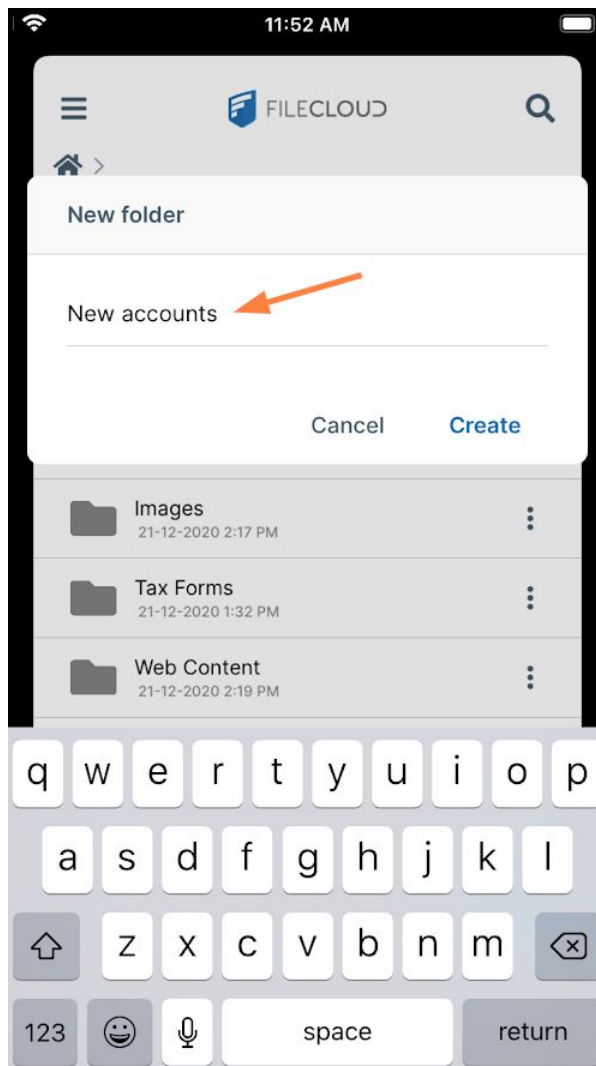 11:52 AM
FILECLOUD
New folder
New accounts
Cancel Create
Images
21-12-2020 2:17 PM
Tax Forms
21-12-2020 1:32 PM
Web Content
21-12-2020 2:19 PM
q w e r t y u i o p
a s d f g h j k l
z x c v b n m
123 space return